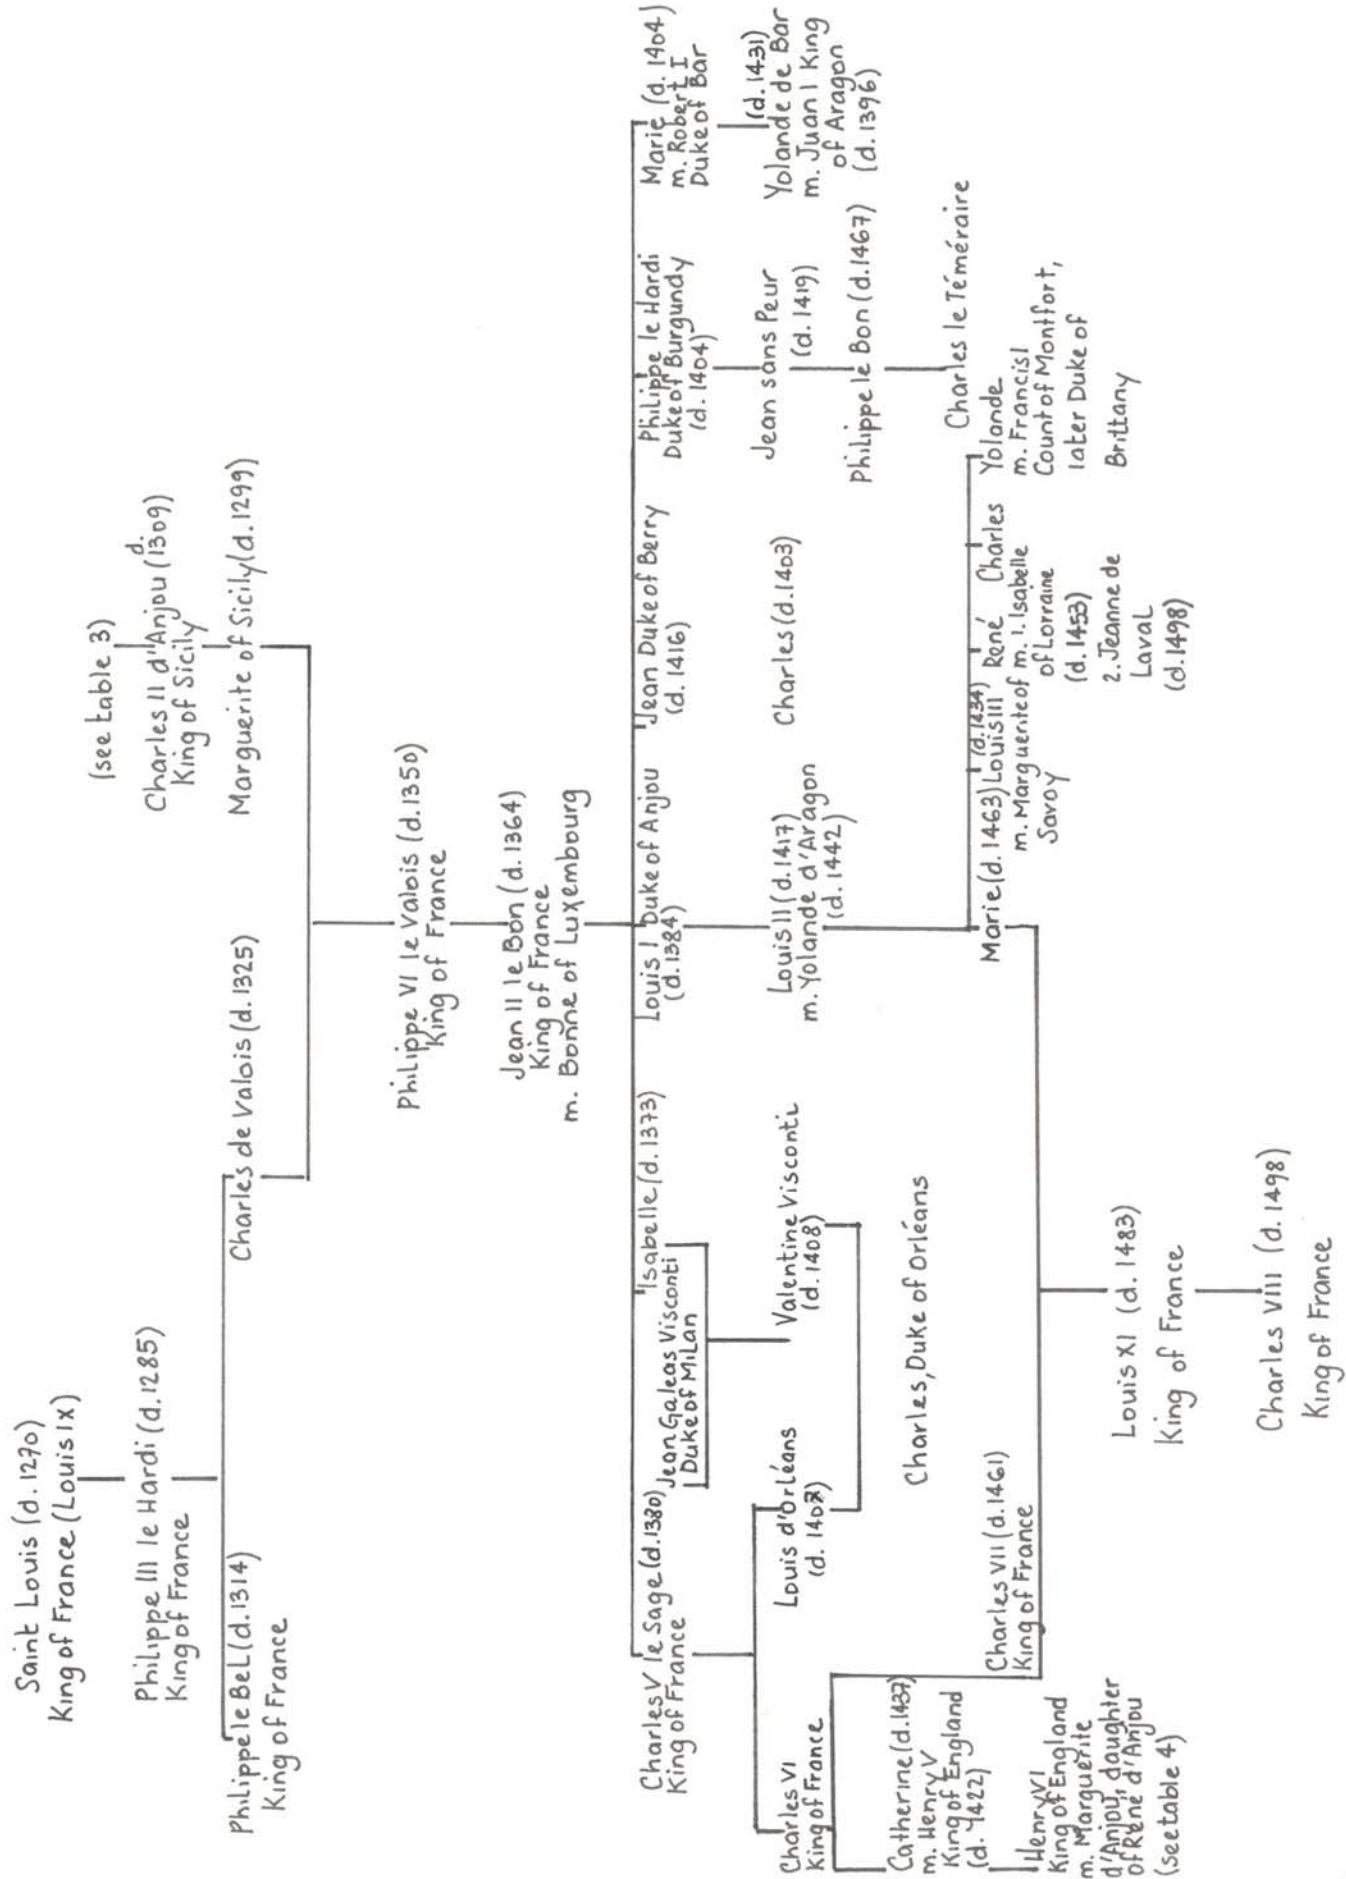 Saint Louis (d. 1270)
King of France (Louis IX)
Philippe III le Hardi (d. 1285)
King of France
Philippe le Bel (d. 1314)
King of France
Charles de Valois (d. 1325)
(see table 3)
Charles II d'Anjou (d. 1309)
King of Sicily
Marguerite of Sicily (d. 1299)
Philippe VI le Valois (d. 1350)
King of France
Jean II le Bon (d. 1364)
King of France
m. Bonne of Luxembourg
Charles V le Sage (d. 1380)
King of France
Jean Galeas Visconti
Duke of Milan
Isabelle (d. 1373)
Louis I Duke of Anjou
(d. 1384)
Jean Duke of Berry
(d. 1416)
Philippe le Hardi
Duke of Burgundy
(d. 1404)
Marie (d. 1404)
m. Robert I
Duke of Bar
Charles VI
King of France
Louis d'Orléans
(d. 1407)
Valentine Visconti
(d. 1408)
Louis II (d. 1417)
m. Yolande d'Aragon
(d. 1442)
Charles (d. 1403)
Jean sans Peur
(d. 1419)
(d. 1431)
Yolande de Bar
m. Juan I King
of Aragon
(d. 1396)
Philippe le Bon (d. 1467)
Charles, Duke of Orléans
Catherine (d. 1437)
m. Henry V
King of England
(d. 1422)
Charles VII (d. 1461)
King of France
Marie (d. 1463)
(d. 1434)
Louis III
m. Marguerite of
Savoy
René
m. 1. Isabelle
of Lorraine
(d. 1453)
2. Jeanne de
Laval
(d. 1498)
Charles
Yolande
m. Francis I
Count of Montfort,
later Duke of
Brittany
Charles le Téméraire
Henry VI
King of England
m. Marguerite
d'Anjou, daughter
of René d'Anjou
(see table 4)
Louis XI (d. 1483)
King of France
Charles VIII (d. 1498)
King of France